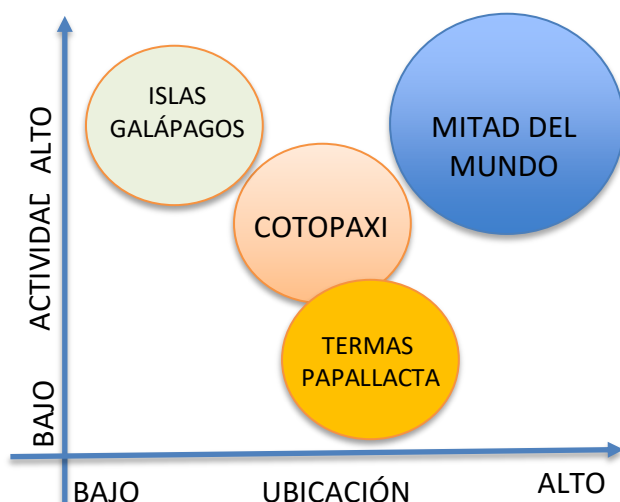 ISLAS
GALÁPAGOS
MITAD DEL
MUNDO
COTOPAXI
TERMAS
PAPALLACTA
BAJO ACTIVIDAD ALTO
BAJO UBICACIÓN ALTO